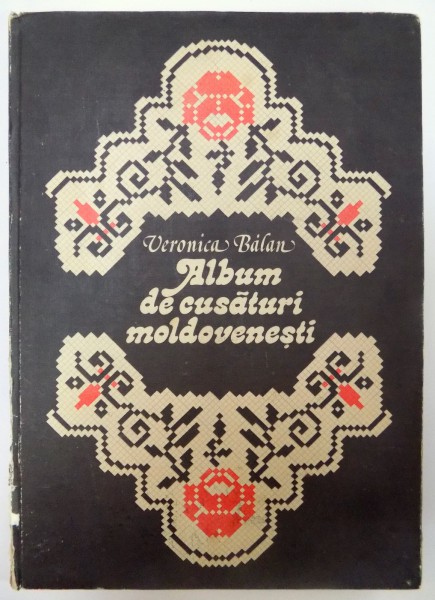 Veronica Bălan
Album
de cusături
moldovenești